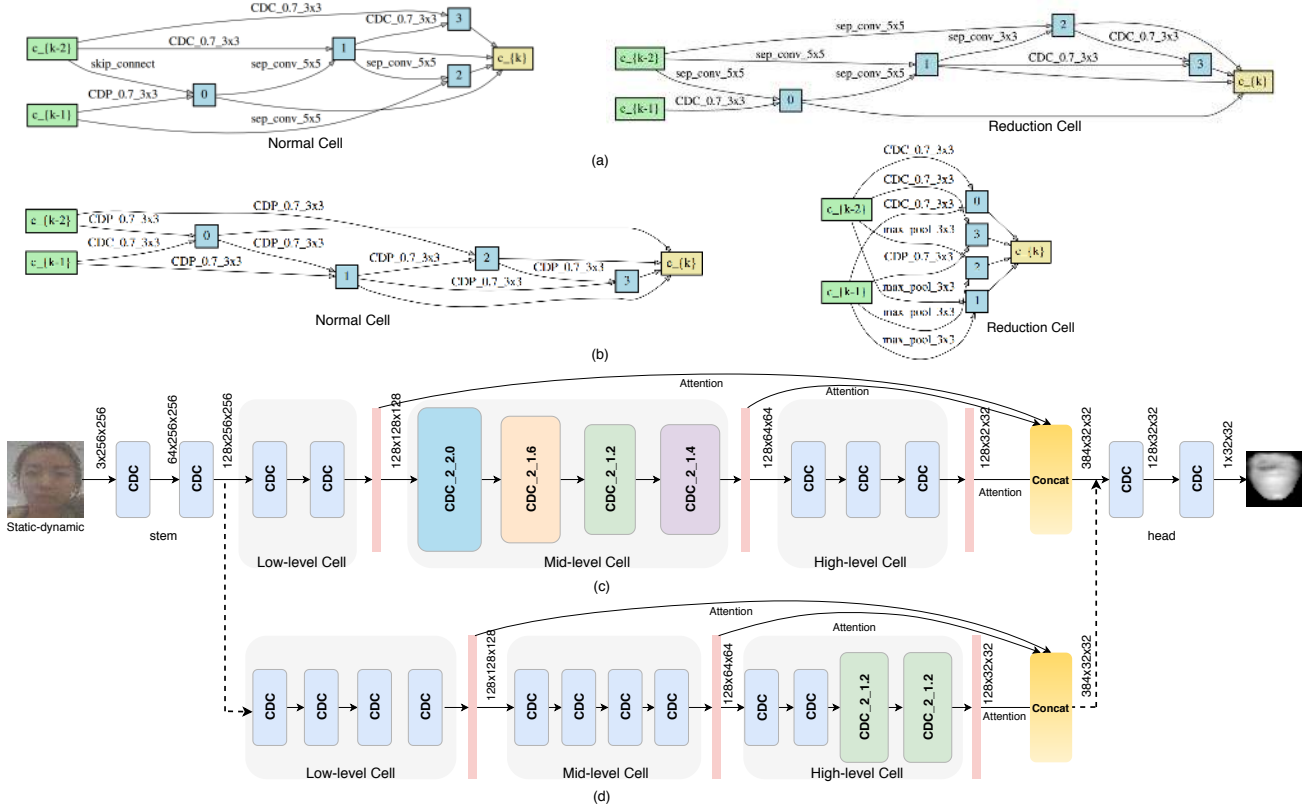 CDC_0.7_3x3
3
c_{k-2}
CDC_0.7_3x3
CDC_0.7_3x3
1
skip_connect
sep_conv_5x5
sep_conv_5x5
2
c_{k}
CDP_0.7_3x3
0
c_{k-1}
sep_conv_5x5
Normal Cell
sep_conv_5x5
2
c_{k-2}
sep_conv_5x5
sep_conv_3x3
CDC_0.7_3x3
1
CDC_0.7_3x3
3
sep_conv_5x5
sep_conv_5x5
c_{k}
c_{k-1}
CDC_0.7_3x3
0
Reduction Cell
(a)
c_{k-2}
CDP_0.7_3x3
CDP_0.7_3x3
0
CDC_0.7_3x3
CDP_0.7_3x3
2
c_{k-1}
CDP_0.7_3x3
CDP_0.7_3x3
CDP_0.7_3x3
c_{k}
1
CDP_0.7_3x3
3
Normal Cell
CDC_0.7_3x3
CDC_0.7_3x3
c_{k-2}
CDC_0.7_3x3
0
max_pool_3x3
3
CDP_0.7_3x3
c_{k}
2
c_{k-1}
max_pool_3x3
1
max_pool_3x3
max_pool_3x3
Reduction Cell
(b)
Static-dynamic
3x256x256
CDC
64x256x256
CDC
stem
128x256x256
CDC
CDC
Low-level Cell
128x128x128
Attention
CDC_2_2.0
CDC_2_1.6
CDC_2_1.2
CDC_2_1.4
Mid-level Cell
128x64x64
Attention
CDC
CDC
CDC
High-level Cell
128x32x32
Attention
Concat
384x32x32
CDC
128x32x32
CDC
1x32x32
head
(c)
CDC
CDC
CDC
CDC
Low-level Cell
128x128x128
Attention
CDC
CDC
CDC
CDC
Mid-level Cell
128x64x64
Attention
CDC
CDC
CDC_2_1.2
CDC_2_1.2
High-level Cell
128x32x32
Attention
Concat
384x32x32
(d)